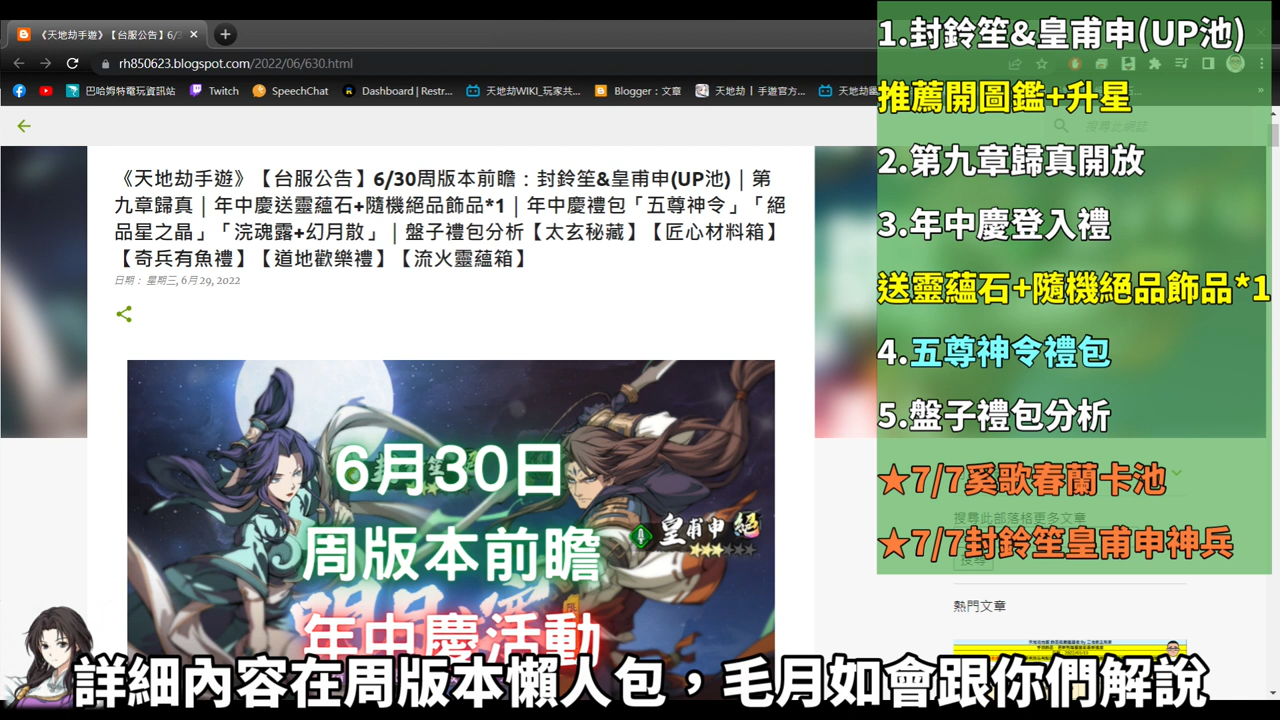 《天地劫手遊》【台服公告】6/3
rh850623.blogspot.com/2022/06/630.html
巴哈姆特電玩資訊站
Twitch
SpeechChat
Dashboard | Restr...
天地劫WIKI_玩家共...
Blogger：文章
天地劫 | 手遊官方...
搜尋此網誌
《天地劫手遊》【台服公告】6/30周版本前瞻：封鈴笙&皇甫申(UP池)｜第
九章歸真｜年中慶送靈蘊石+隨機絕品飾品*1｜年中慶禮包「五尊神令」「絕
品星之晶」「浣魂露+幻月散」｜盤子禮包分析【太玄秘藏】【匠心材料箱】
【奇兵有魚禮】【道地歡樂禮】【流火靈蘊箱】
日期： 星期三, 6月 29, 2022
6月30日
周版本前瞻
年中慶活動
皇甫申 絕
1.封鈴笙&皇甫申(UP池)
推薦開圖鑑+升星
2.第九章歸真開放
3.年中慶登入禮
送靈蘊石+隨機絕品飾品*1
4.五尊神令禮包
5.盤子禮包分析
★7/7奚歌春蘭卡池
搜尋此部落格更多文章
★7/7封鈴笙皇甫申神兵
搜尋
熱門文章
詳細內容在周版本懶人包，毛月如會跟你們解說